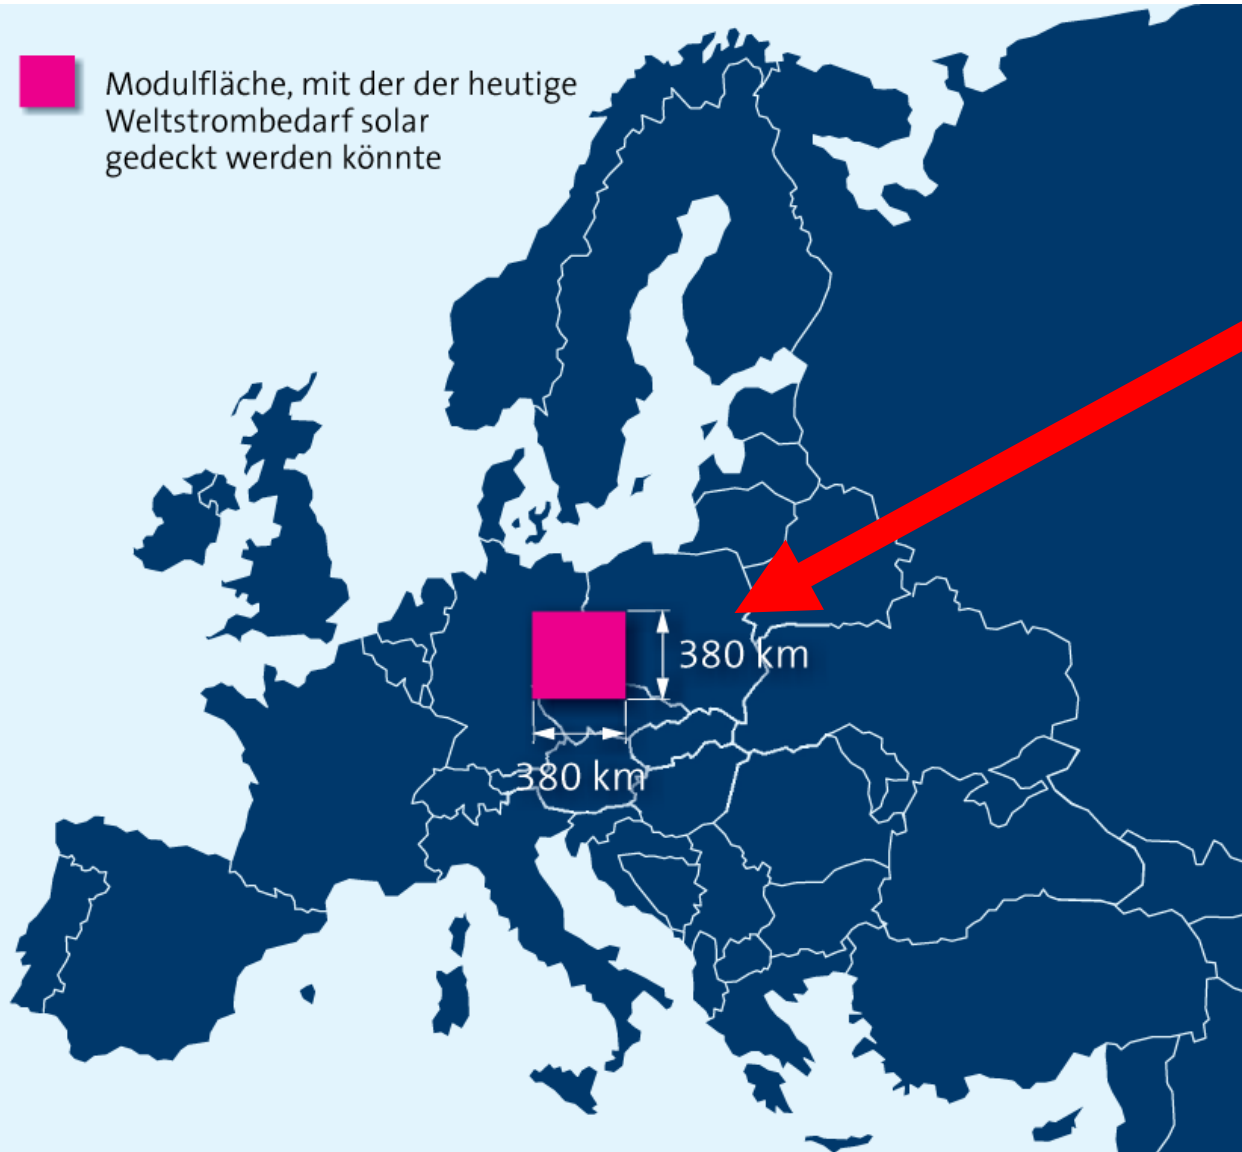 Modulfläche, mit der der heutige
Weltstrombedarf solar
gedeckt werden könnte
380 km
380 km